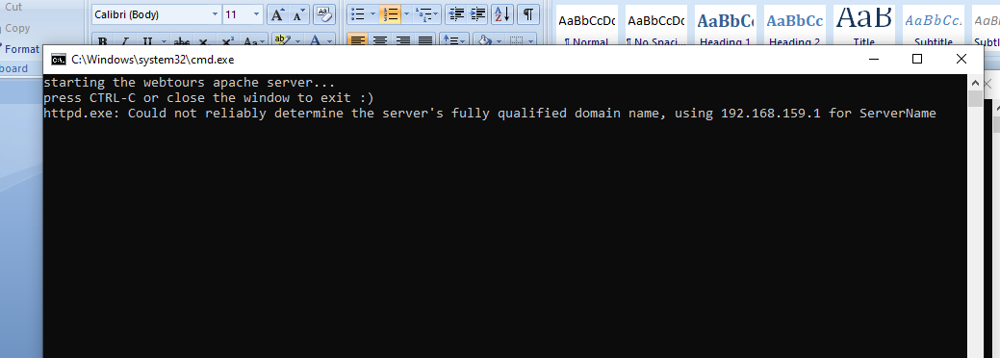 Cut
Calibri (Body)
11
A
A
AaBbCcDc
AaBbCcDc
AaBbCc
AaBbCc
AaB
AaBbCc.
Copy
Format
B
I
U
abc
x
x
Aa
ab
A
¶ Normal
¶ No Spaci...
Heading 1
Heading 2
Title
Subtitle
C:\Windows\system32\cmd.exe
starting the webtours apache server...
press CTRL-C or close the window to exit :)
httpd.exe: Could not reliably determine the server's fully qualified domain name, using 192.168.159.1 for ServerName